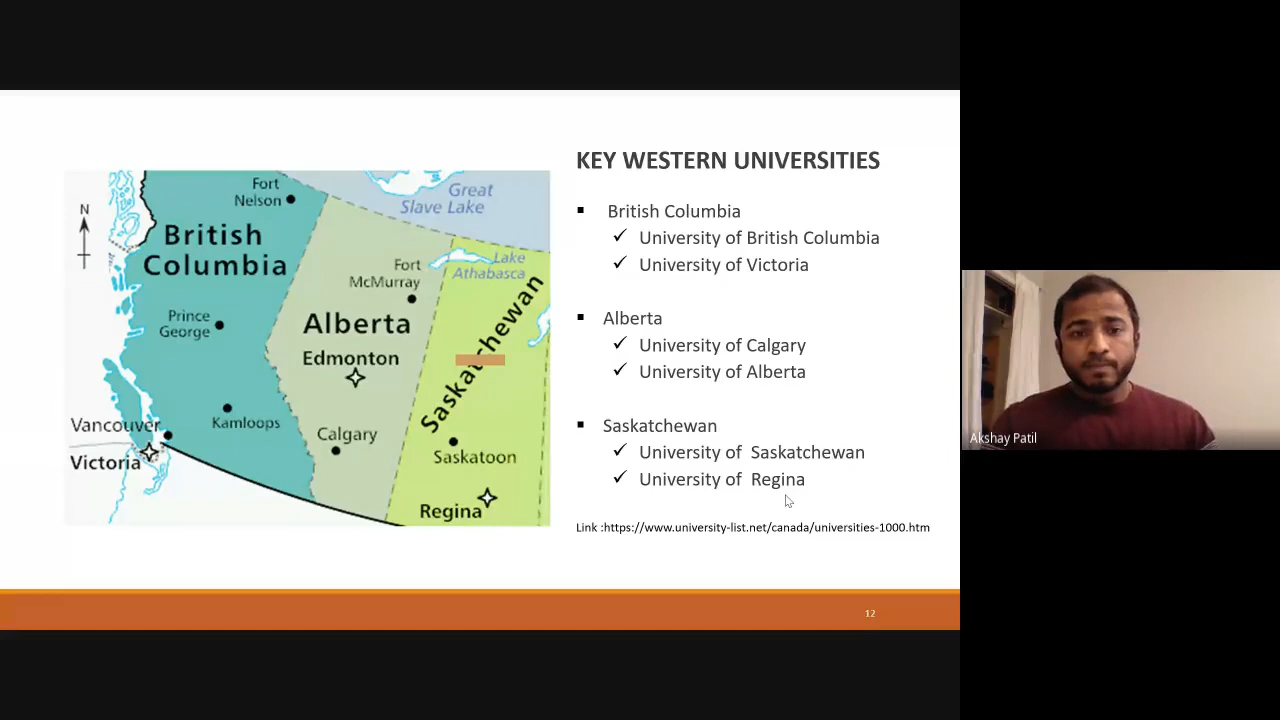 KEY WESTERN UNIVERSITIES
British Columbia
University of British Columbia
University of Victoria
Alberta
University of Calgary
University of Alberta
Saskatchewan
University of  Saskatchewan
University of  Regina
Link :https://www.university-list.net/canada/universities-1000.htm
12
N
Fort
Nelson
Great
Slave Lake
British
Columbia
Lake
Athabasca
Fort
McMurray
Prince
George
Alberta
Edmonton
Saskatchewan
Kamloops
Vancouver
Calgary
Victoria
Saskatoon
Regina
Akshay Patil